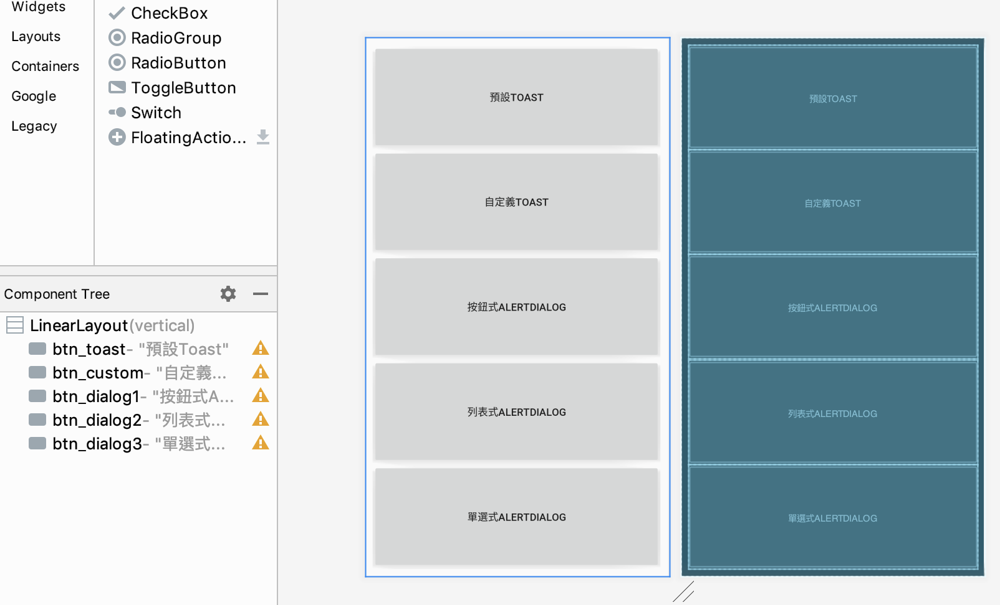 Widgets
Layouts
Containers
Google
Legacy
CheckBox
RadioGroup
RadioButton
ToggleButton
Switch
FloatingActio...
Component Tree
LinearLayout(vertical)
btn_toast- "預設Toast"
btn_custom- "自定義...
btn_dialog1- "按鈕式A...
btn_dialog2- "列表式...
btn_dialog3- "單選式...
預設TOAST
自定義TOAST
按鈕式ALERTDIALOG
列表式ALERTDIALOG
單選式ALERTDIALOG
預設TOAST
自定義TOAST
按鈕式ALERTDIALOG
列表式ALERTDIALOG
單選式ALERTDIALOG